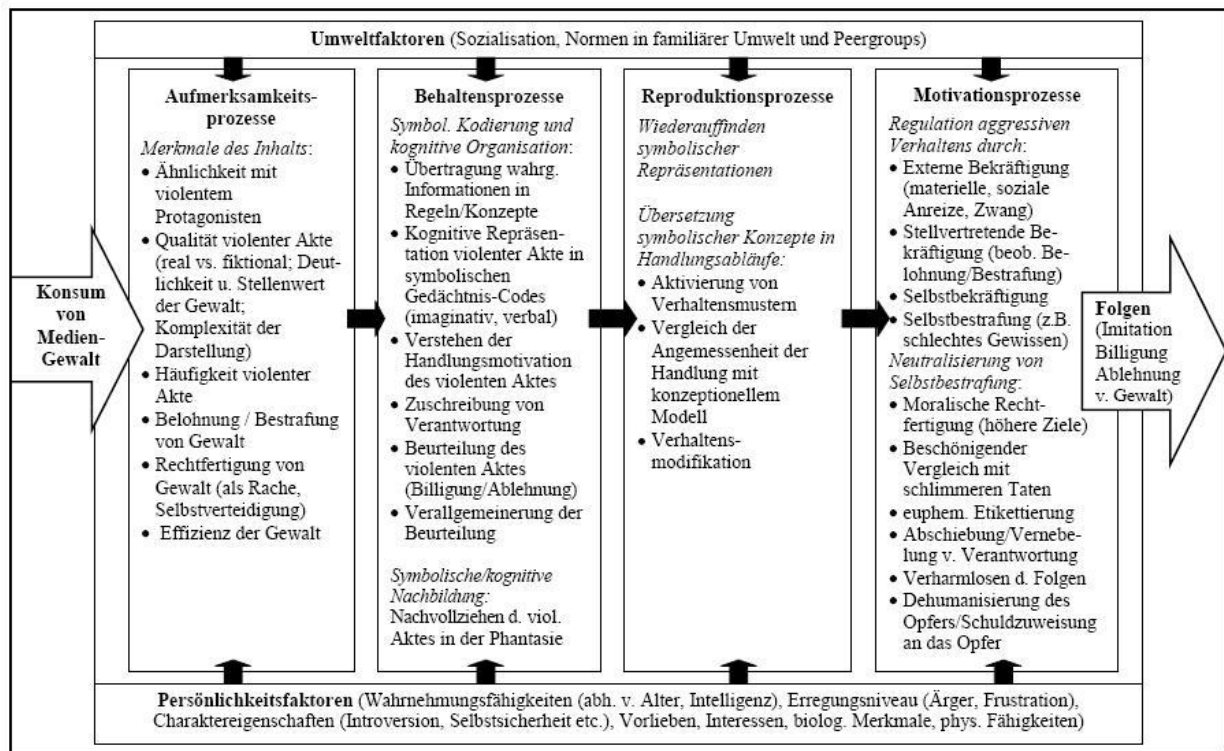 Umweltfaktoren (Sozialisation, Normen in familiärer Umwelt und Peergroups)
Konsum
von
Medien-
Gewalt
Aufmerksamkeits-
prozesse
Merkmale des Inhalts:
• Ähnlichkeit mit
violentem
Protagonisten
• Qualität violenter Akte
(real vs. fiktional; Deut-
lichkeit u. Stellenwert
der Gewalt;
Komplexität der
Darstellung)
• Häufigkeit violenter
Akte
• Belohnung / Bestrafung
von Gewalt
• Rechtfertigung von
Gewalt (als Rache,
Selbstverteidigung)
• Effizienz der Gewalt
Behaltensprozesse
Symbol. Kodierung und
kognitive Organisation:
• Übertragung wahrg.
Informationen in
Regeln/Konzepte
• Kognitive Repräsen-
tation violenter Akte in
symbolischen
Gedächtnis-Codes
(imaginativ, verbal)
• Verstehen der
Handlungsmotivation
des violenten Aktes
• Zuschreibung von
Verantwortung
• Beurteilung des
violenten Aktes
(Billigung/Ablehnung)
• Verallgemeinerung der
Beurteilung
Symbolische/kognitive
Nachbildung:
Nachvollziehen d. viol.
Aktes in der Phantasie
Reproduktionsprozesse
Wiederauffinden
symbolischer
Repräsentationen
Übersetzung
symbolischer Konzepte in
Handlungsabläufe:
• Aktivierung von
Verhaltensmustern
• Vergleich der
Angemessenheit der
Handlung mit
konzeptionellem
Modell
• Verhaltens-
modifikation
Motivationsprozesse
Regulation aggressiven
Verhaltens durch:
• Externe Bekräftigung
(materielle, soziale
Anreize, Zwang)
• Stellvertretende Be-
kräftigung (beob. Be-
lohnung/Bestrafung)
• Selbstbekräftigung
• Selbstbestrafung (z.B.
schlechtes Gewissen)
Neutralisierung von
Selbstbestrafung:
• Moralische Recht-
fertigung (höhere Ziele)
• Beschönigender
Vergleich mit
schlimmeren Taten
• euphem. Etikettierung
• Abschiebung/Vernebe-
lung v. Verantwortung
• Verharmlosen d. Folgen
• Dehumanisierung des
Opfers/Schuldzuweisung
an das Opfer
Folgen
(Imitation
Billigung
Ablehnung
v. Gewalt)
Persönlichkeitsfaktoren (Wahrnehmungsfähigkeiten (abh. v. Alter, Intelligenz), Erregungsniveau (Ärger, Frustration),
Charaktereigenschaften (Introversion, Selbstsicherheit etc.), Vorlieben, Interessen, biolog. Merkmale, phys. Fähigkeiten)